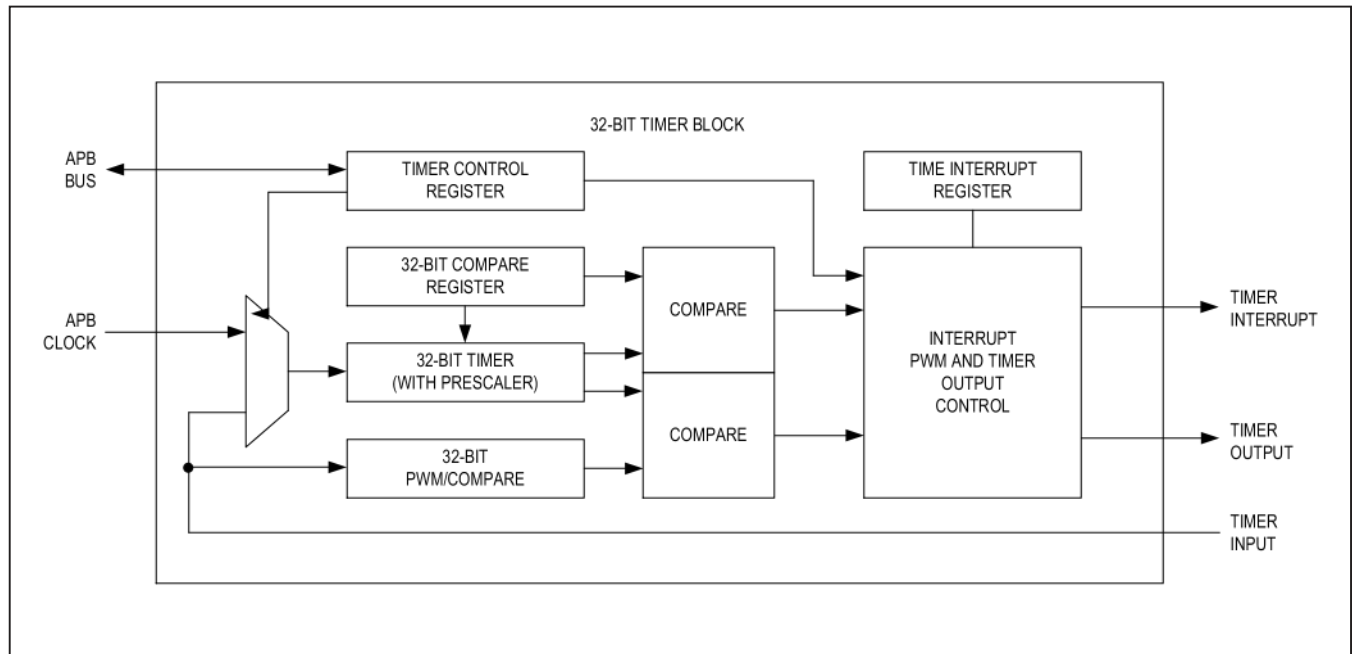 32-BIT TIMER BLOCK
APB
BUS
TIMER CONTROL
REGISTER
TIME INTERRUPT
REGISTER
32-BIT COMPARE
REGISTER
COMPARE
APB
CLOCK
32-BIT TIMER
(WITH PRESCALER)
INTERRUPT
PWM AND TIMER
OUTPUT
CONTROL
TIMER
INTERRUPT
COMPARE
32-BIT
PWM/COMPARE
TIMER
OUTPUT
TIMER
INPUT